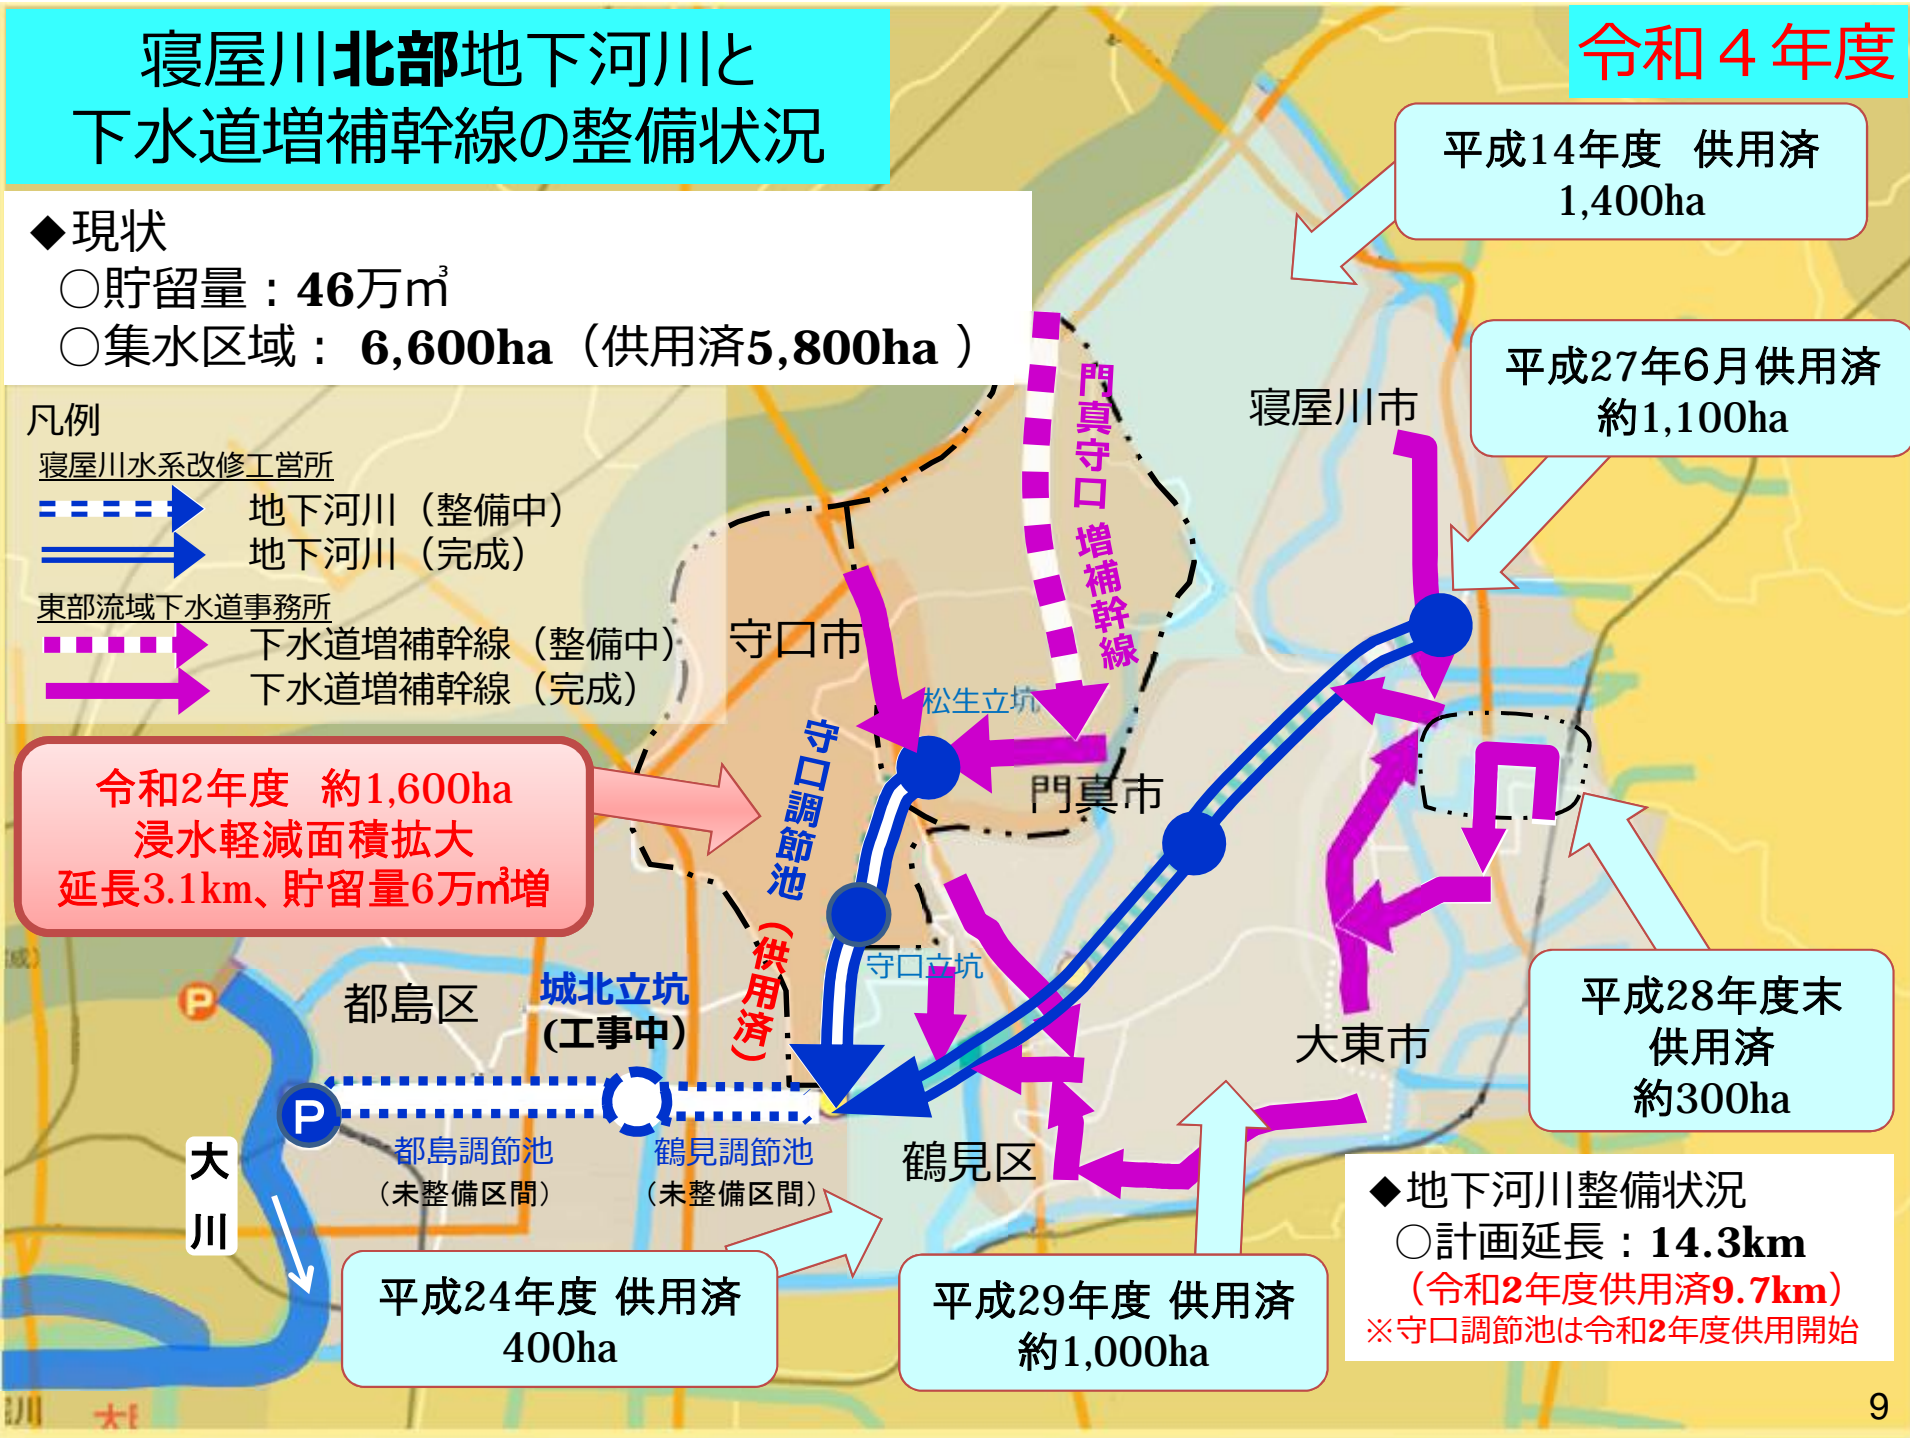 寝屋川北部地下河川と
下水道増補幹線の整備状況
令和４年度
◆現状
○貯留量：46万㎥
○集水区域： 6,600ha（供用済5,800ha ）
凡例
寝屋川水系改修工営所
地下河川（整備中）
地下河川（完成）
東部流域下水道事務所
下水道増補幹線（整備中）
下水道増補幹線（完成）
平成14年度　供用済
1,400ha
平成27年6月供用済
約1,100ha
寝屋川市
門真守口 増補幹線
守口市
松生立坑
門真市
守口調節池
（供用済）
令和2年度　約1,600ha
浸水軽減面積拡大
延長3.1km、貯留量6万㎥増
守口立坑
P
都島区
城北立坑
(工事中）
大東市
平成28年度末
供用済
約300ha
P
大川
都島調節池
（未整備区間）
鶴見調節池
（未整備区間）
鶴見区
平成24年度 供用済
400ha
平成29年度 供用済
約1,000ha
◆地下河川整備状況
○計画延長：14.3km
（令和2年度供用済9.7km）
※守口調節池は令和2年度供用開始
9